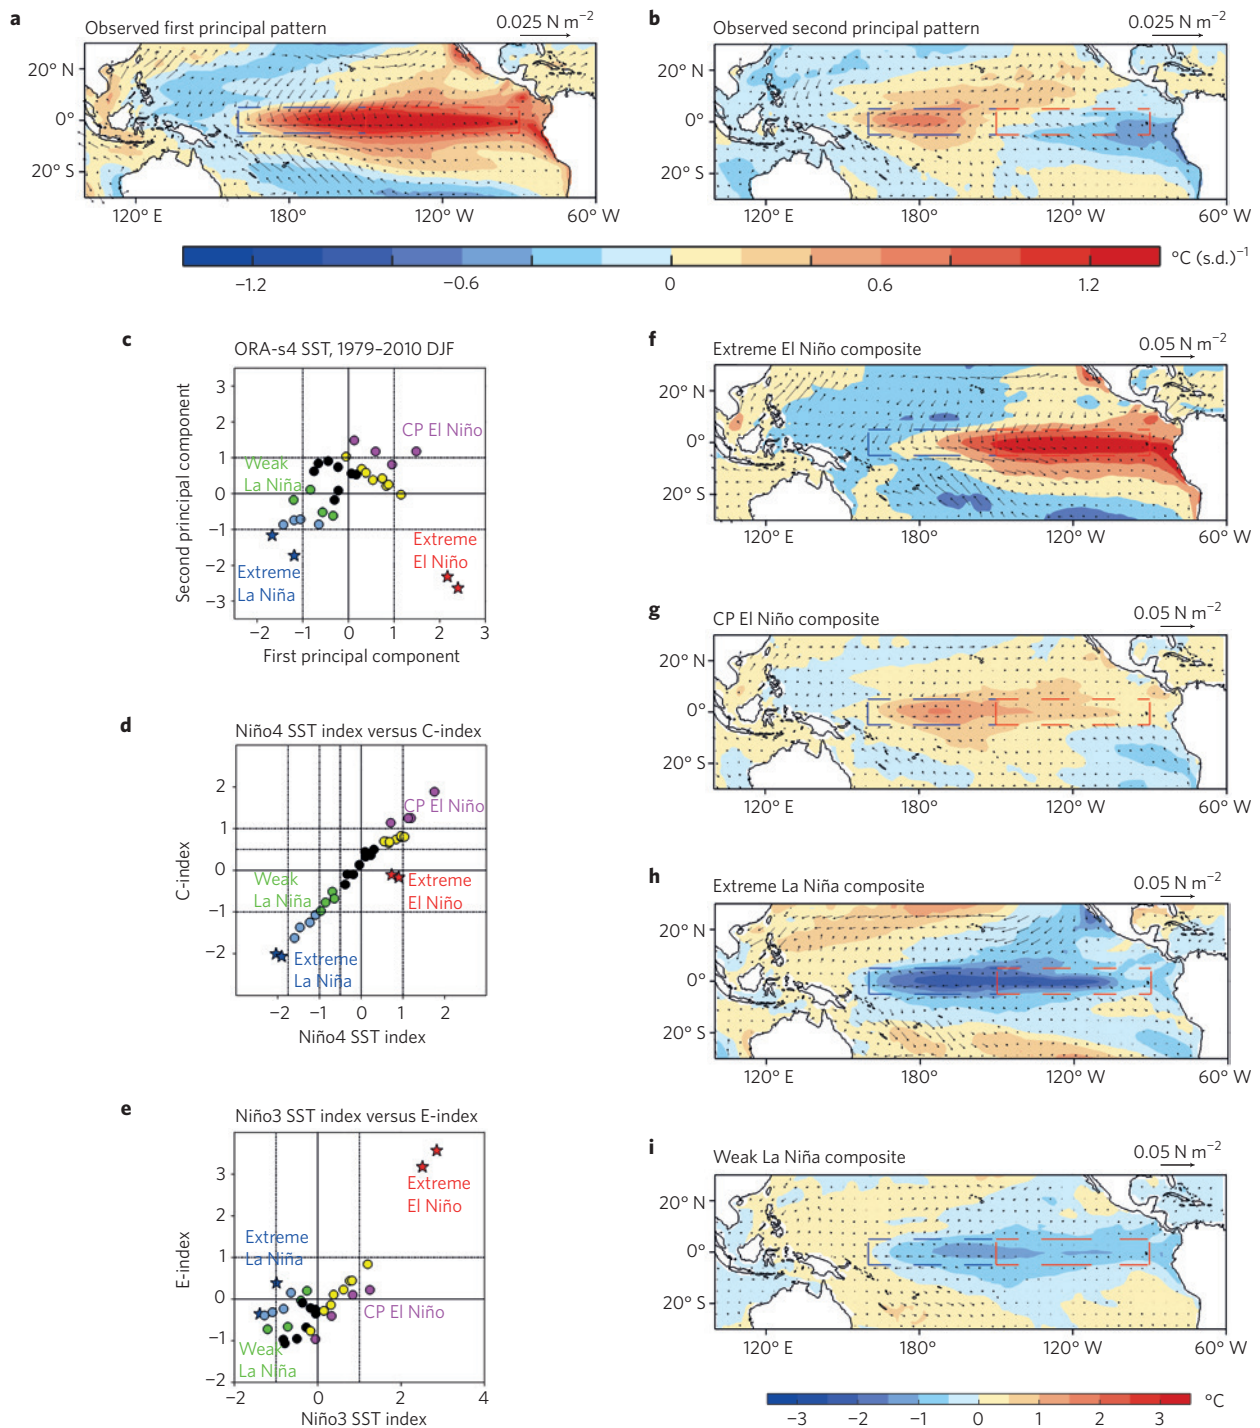 a
Observed first principal pattern
0.025 N m⁻²
20° N
0°
20° S
120° E
180°
120° W
60° W
b
Observed second principal pattern
0.025 N m⁻²
20° N
0°
20° S
120° E
180°
120° W
60° W
−1.2
−0.6
0
0.6
1.2
°C (s.d.)⁻¹
c
ORA-s4 SST, 1979–2010 DJF
Second principal component
3
2
1
0
−1
−2
−3
CP El Niño
Weak
La Niña
Extreme
El Niño
Extreme
La Niña
−2
−1
0
1
2
3
First principal component
d
Niño4 SST index versus C-index
C-index
2
1
0
−1
−2
CP El Niño
Weak
La Niña
Extreme
El Niño
Extreme
La Niña
−2
−1
0
1
2
Niño4 SST index
e
Niño3 SST index versus E-index
E-index
3
2
1
0
−1
−2
Extreme
El Niño
Extreme
La Niña
CP El Niño
Weak
La Niña
−2
0
2
4
Niño3 SST index
f
Extreme El Niño composite
0.05 N m⁻²
20° N
0°
20° S
120° E
180°
120° W
60° W
g
CP El Niño composite
0.05 N m⁻²
20° N
0°
20° S
120° E
180°
120° W
60° W
h
Extreme La Niña composite
0.05 N m⁻²
20° N
0°
20° S
120° E
180°
120° W
60° W
i
Weak La Niña composite
0.05 N m⁻²
20° N
0°
20° S
120° E
180°
120° W
60° W
−3
−2
−1
0
1
2
3
°C